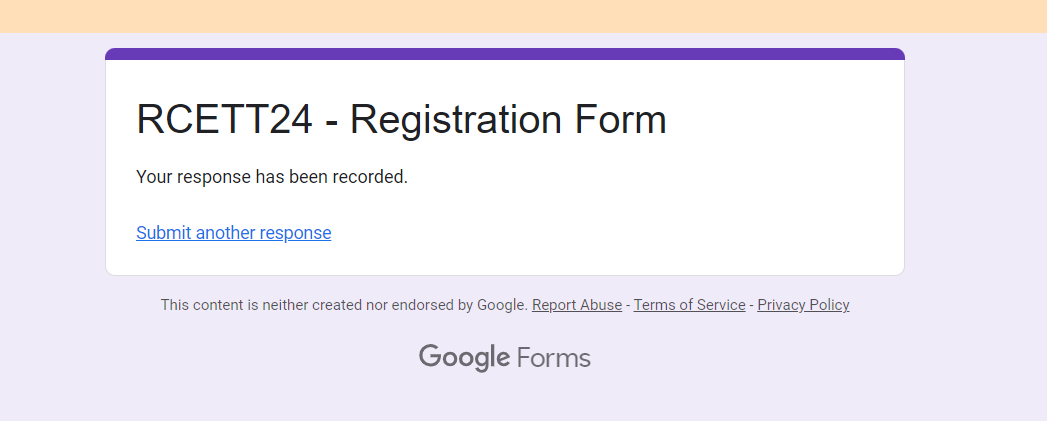 RCETT24 - Registration Form
Your response has been recorded.
Submit another response
This content is neither created nor endorsed by Google. Report Abuse - Terms of Service - Privacy Policy
Google Forms